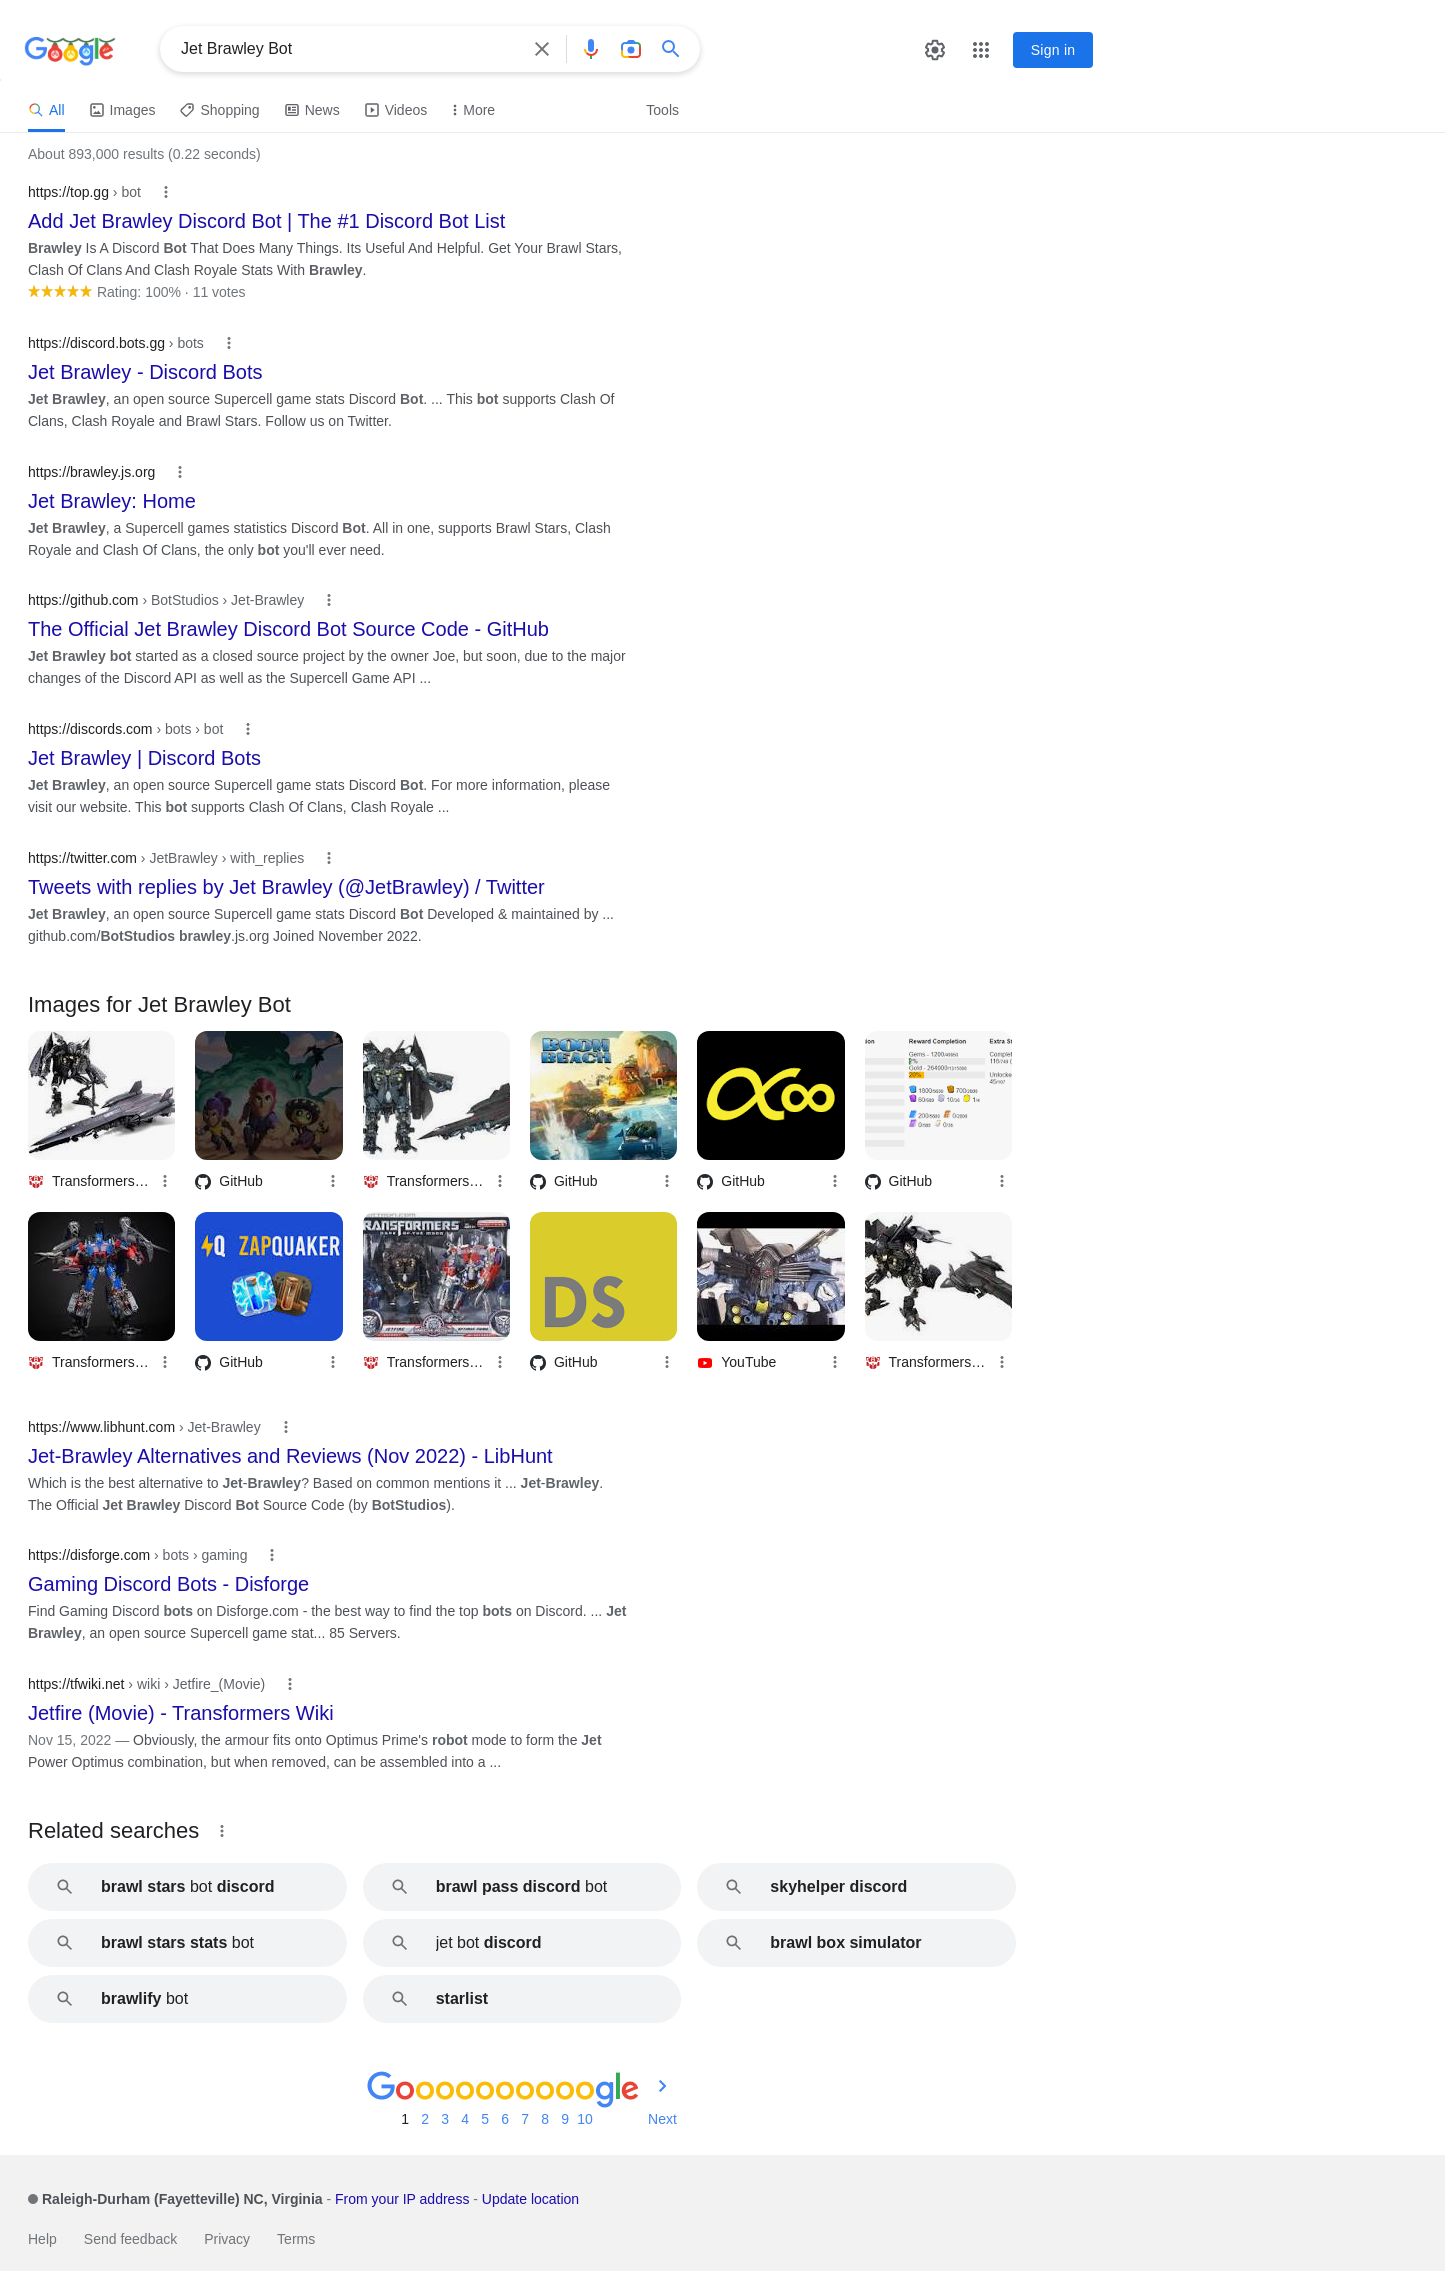 Google
Jet Brawley Bot
Sign in
All
Images
Shopping
News
Videos
More
Tools
About 893,000 results (0.22 seconds)
https://top.gg › bot
Add Jet Brawley Discord Bot | The #1 Discord Bot List
Brawley Is A Discord Bot That Does Many Things. Its Useful And Helpful. Get Your Brawl Stars,
Clash Of Clans And Clash Royale Stats With Brawley.
Rating: 100% · 11 votes
https://discord.bots.gg › bots
Jet Brawley - Discord Bots
Jet Brawley, an open source Supercell game stats Discord Bot. ... This bot supports Clash Of
Clans, Clash Royale and Brawl Stars. Follow us on Twitter.
https://brawley.js.org
Jet Brawley: Home
Jet Brawley, a Supercell games statistics Discord Bot. All in one, supports Brawl Stars, Clash
Royale and Clash Of Clans, the only bot you'll ever need.
https://github.com › BotStudios › Jet-Brawley
The Official Jet Brawley Discord Bot Source Code - GitHub
Jet Brawley bot started as a closed source project by the owner Joe, but soon, due to the major
changes of the Discord API as well as the Supercell Game API ...
https://discords.com › bots › bot
Jet Brawley | Discord Bots
Jet Brawley, an open source Supercell game stats Discord Bot. For more information, please
visit our website. This bot supports Clash Of Clans, Clash Royale ...
https://twitter.com › JetBrawley › with_replies
Tweets with replies by Jet Brawley (@JetBrawley) / Twitter
Jet Brawley, an open source Supercell game stats Discord Bot Developed & maintained by ...
github.com/BotStudios brawley.js.org Joined November 2022.
Images for Jet Brawley Bot
BOOM
BEACH
ion Reward Completion Extra St
Transformers...
GitHub
Transformers...
GitHub
GitHub
GitHub
Q ZAPQUAKER
TRANSFORMERS
DS
Transformers...
GitHub
Transformers...
GitHub
YouTube
Transformers...
https://www.libhunt.com › Jet-Brawley
Jet-Brawley Alternatives and Reviews (Nov 2022) - LibHunt
Which is the best alternative to Jet-Brawley? Based on common mentions it ... Jet-Brawley.
The Official Jet Brawley Discord Bot Source Code (by BotStudios).
https://disforge.com › bots › gaming
Gaming Discord Bots - Disforge
Find Gaming Discord bots on Disforge.com - the best way to find the top bots on Discord. ... Jet
Brawley, an open source Supercell game stat... 85 Servers.
https://tfwiki.net › wiki › Jetfire_(Movie)
Jetfire (Movie) - Transformers Wiki
Nov 15, 2022 — Obviously, the armour fits onto Optimus Prime's robot mode to form the Jet
Power Optimus combination, but when removed, can be assembled into a ...
Related searches
brawl stars bot discord
brawl pass discord bot
skyhelper discord
brawl stars stats bot
jet bot discord
brawl box simulator
brawlify bot
starlist
Goooooooooogle
1 2 3 4 5 6 7 8 9 10 Next
Raleigh-Durham (Fayetteville) NC, Virginia - From your IP address - Update location
Help Send feedback Privacy Terms